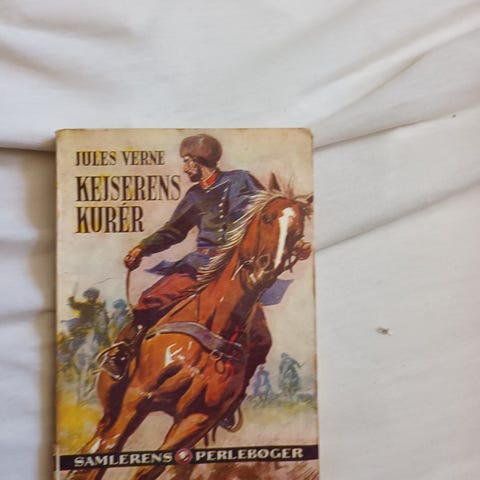 JULES VERNE
KEJSERENS
KURÉR
SAMLERENS PERLEBØGER